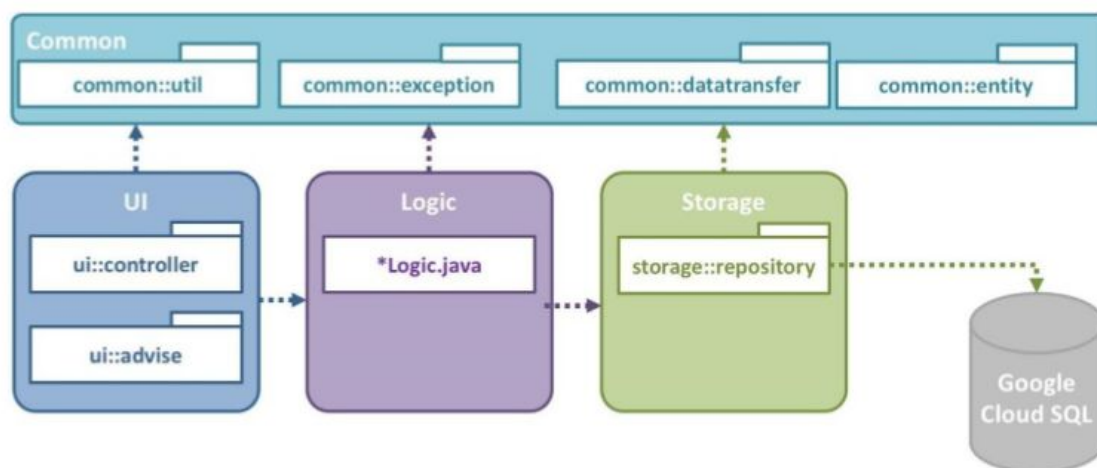 Common
common::util
common::exception
common::datatransfer
common::entity
UI
Logic
Storage
ui::controller
*Logic.java
storage::repository
ui::advise
Google
Cloud SQL